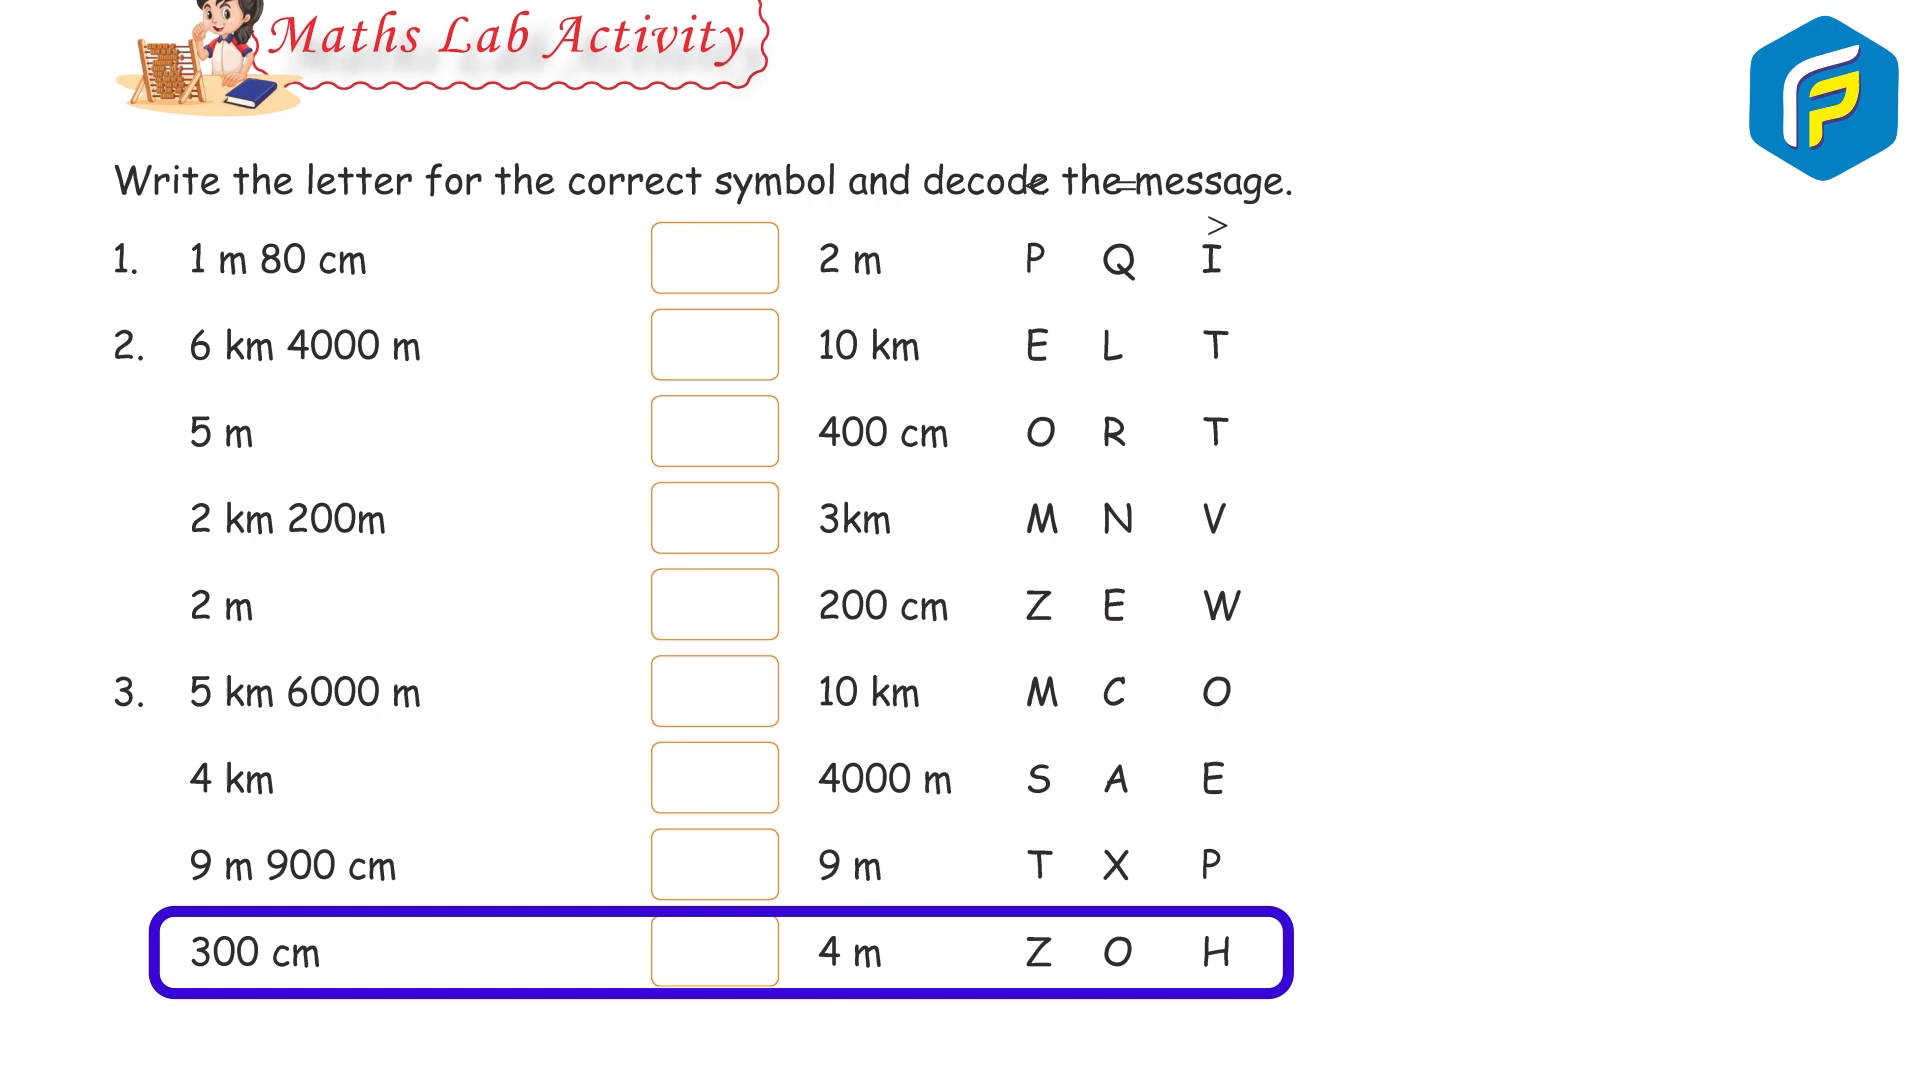 Maths Lab Activity
Write the letter for the correct symbol and decode the message.
< = >
1. 1 m 80 cm 2 m P Q I
2. 6 km 4000 m 10 km E L T
5 m 400 cm O R T
2 km 200m 3km M N V
2 m 200 cm Z E W
3. 5 km 6000 m 10 km M C O
4 km 4000 m S A E
9 m 900 cm 9 m T X P
300 cm 4 m Z O H